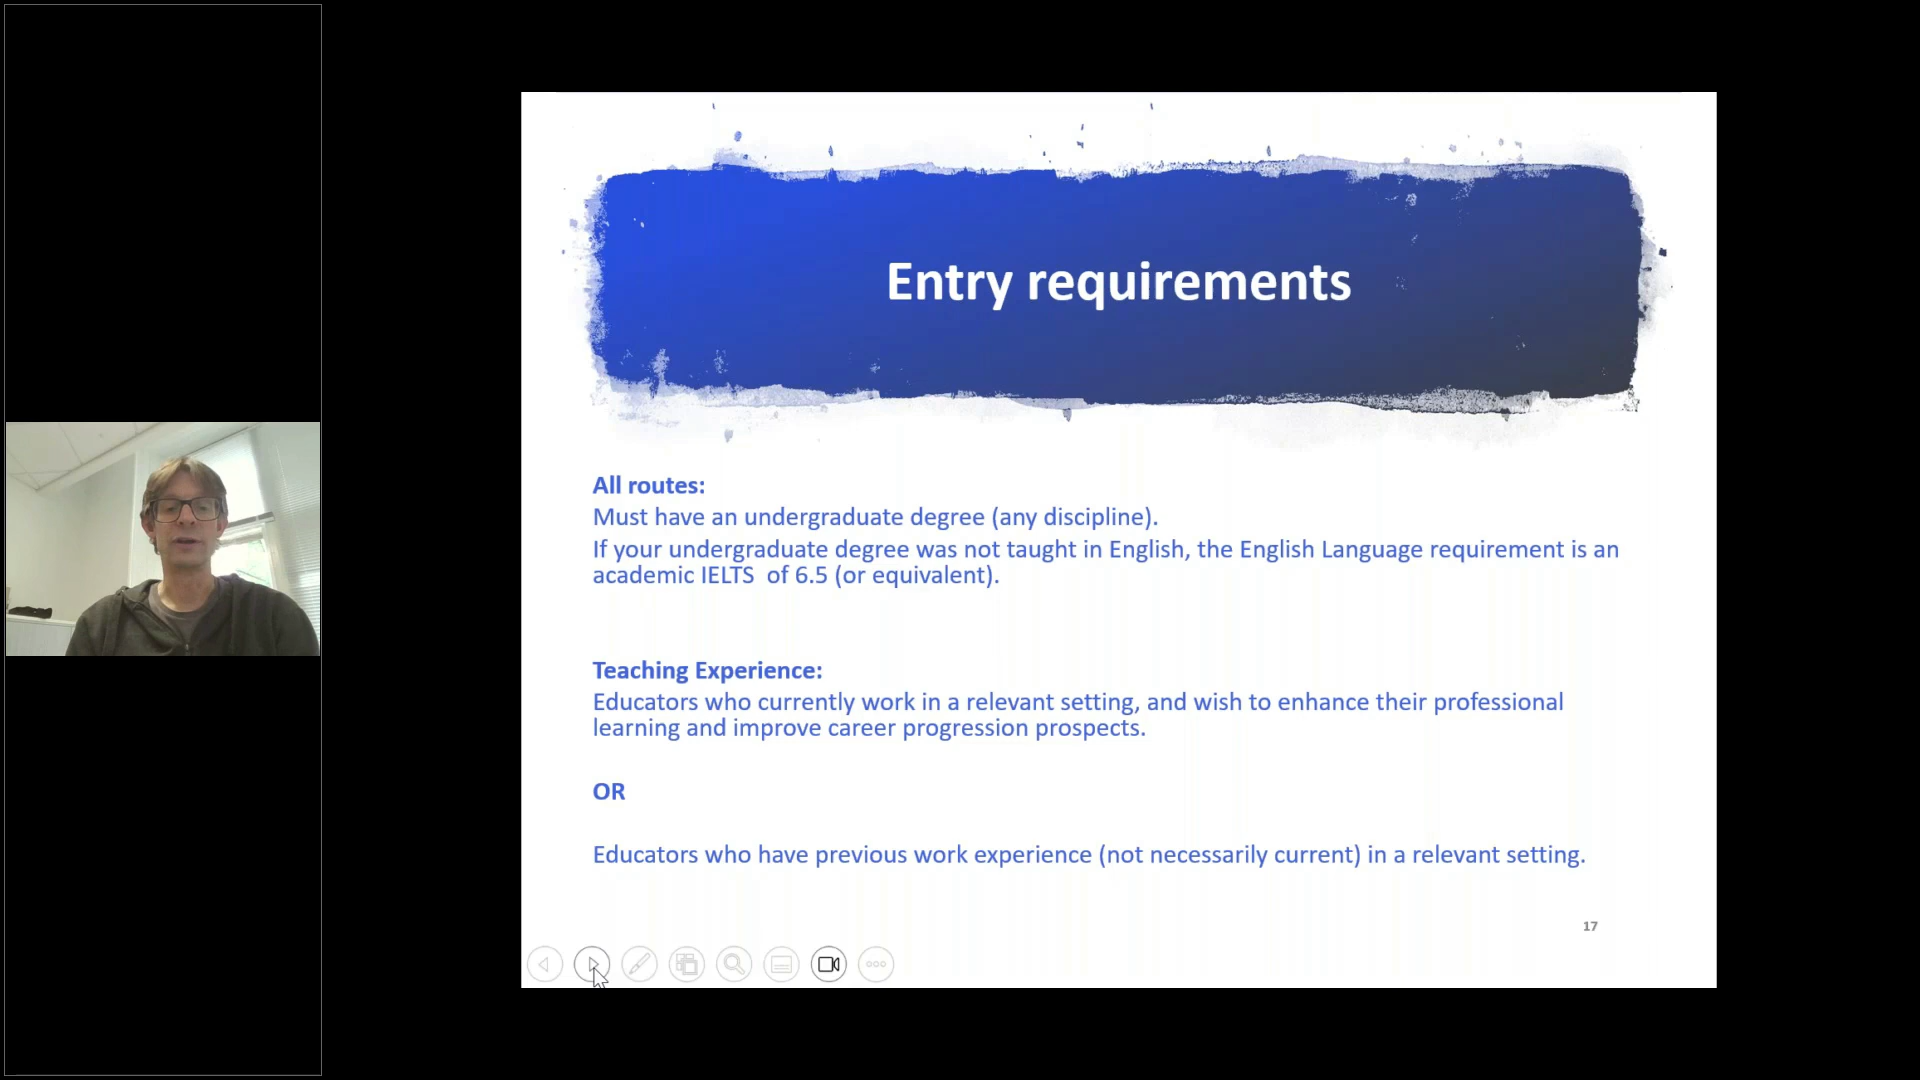 Entry requirements
All routes:
Must have an undergraduate degree (any discipline).
If your undergraduate degree was not taught in English, the English Language requirement is an
academic IELTS  of 6.5 (or equivalent).
Teaching Experience:
Educators who currently work in a relevant setting, and wish to enhance their professional
learning and improve career progression prospects.
OR
Educators who have previous work experience (not necessarily current) in a relevant setting.
17